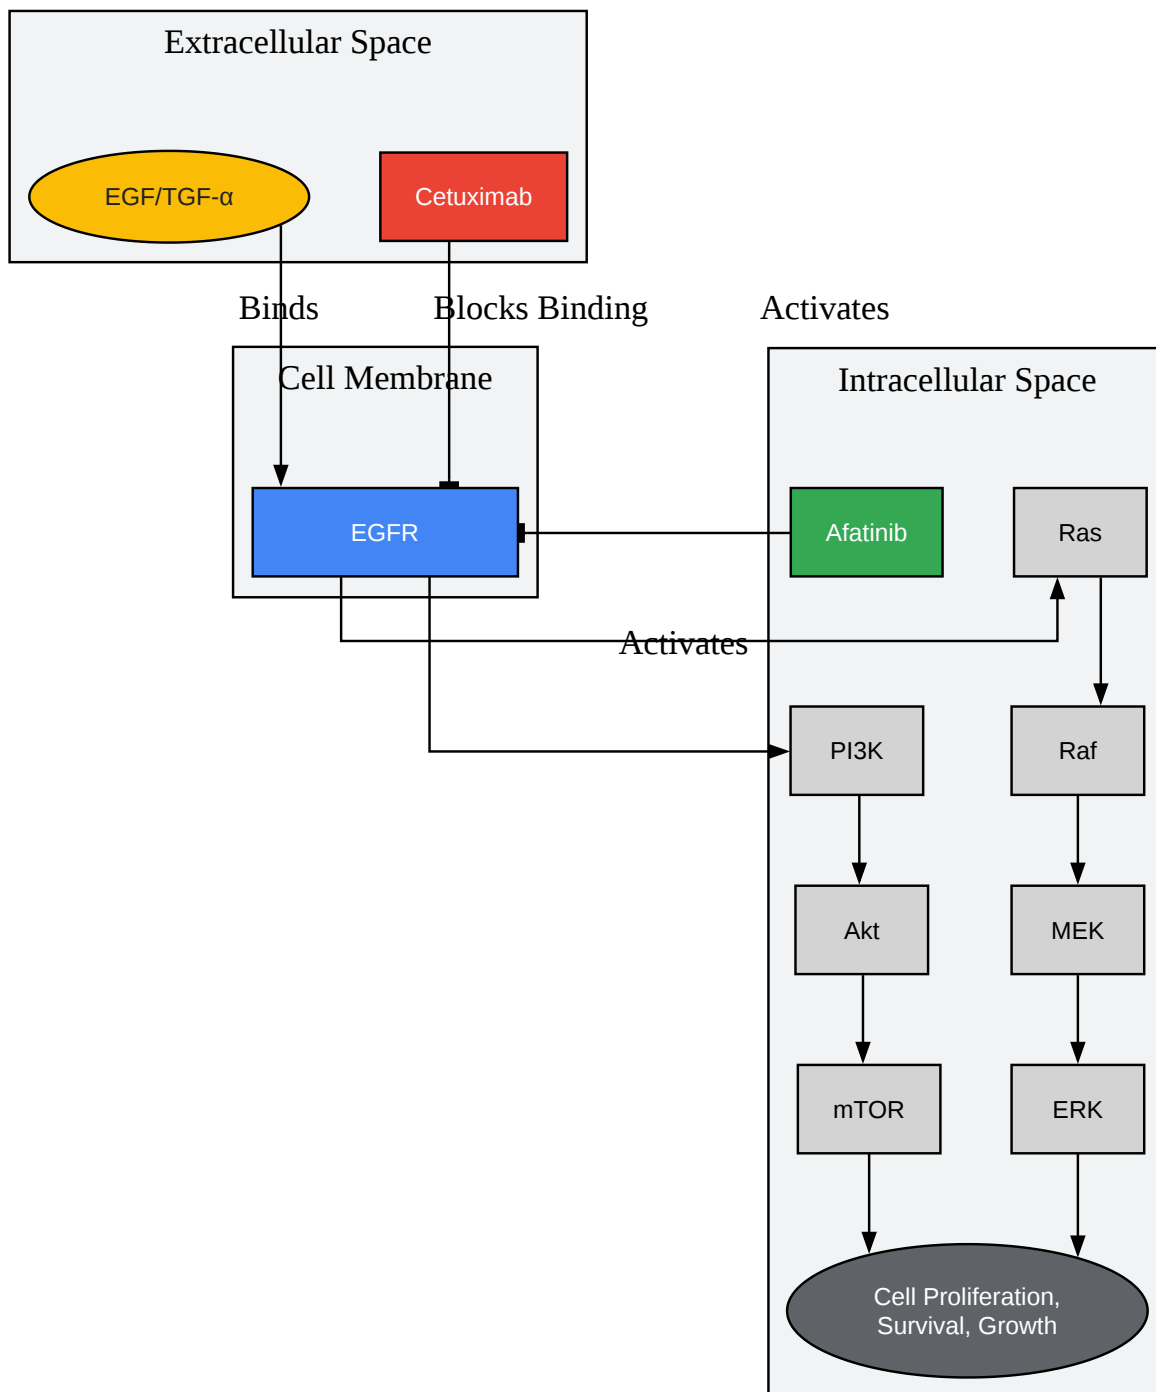 Extracellular Space
EGF/TGF-α
Cetuximab
Binds
Blocks Binding
Activates
Cell Membrane
Intracellular Space
EGFR
Afatinib
Ras
Activates
PI3K
Raf
Akt
MEK
mTOR
ERK
Cell Proliferation,
Survival, Growth